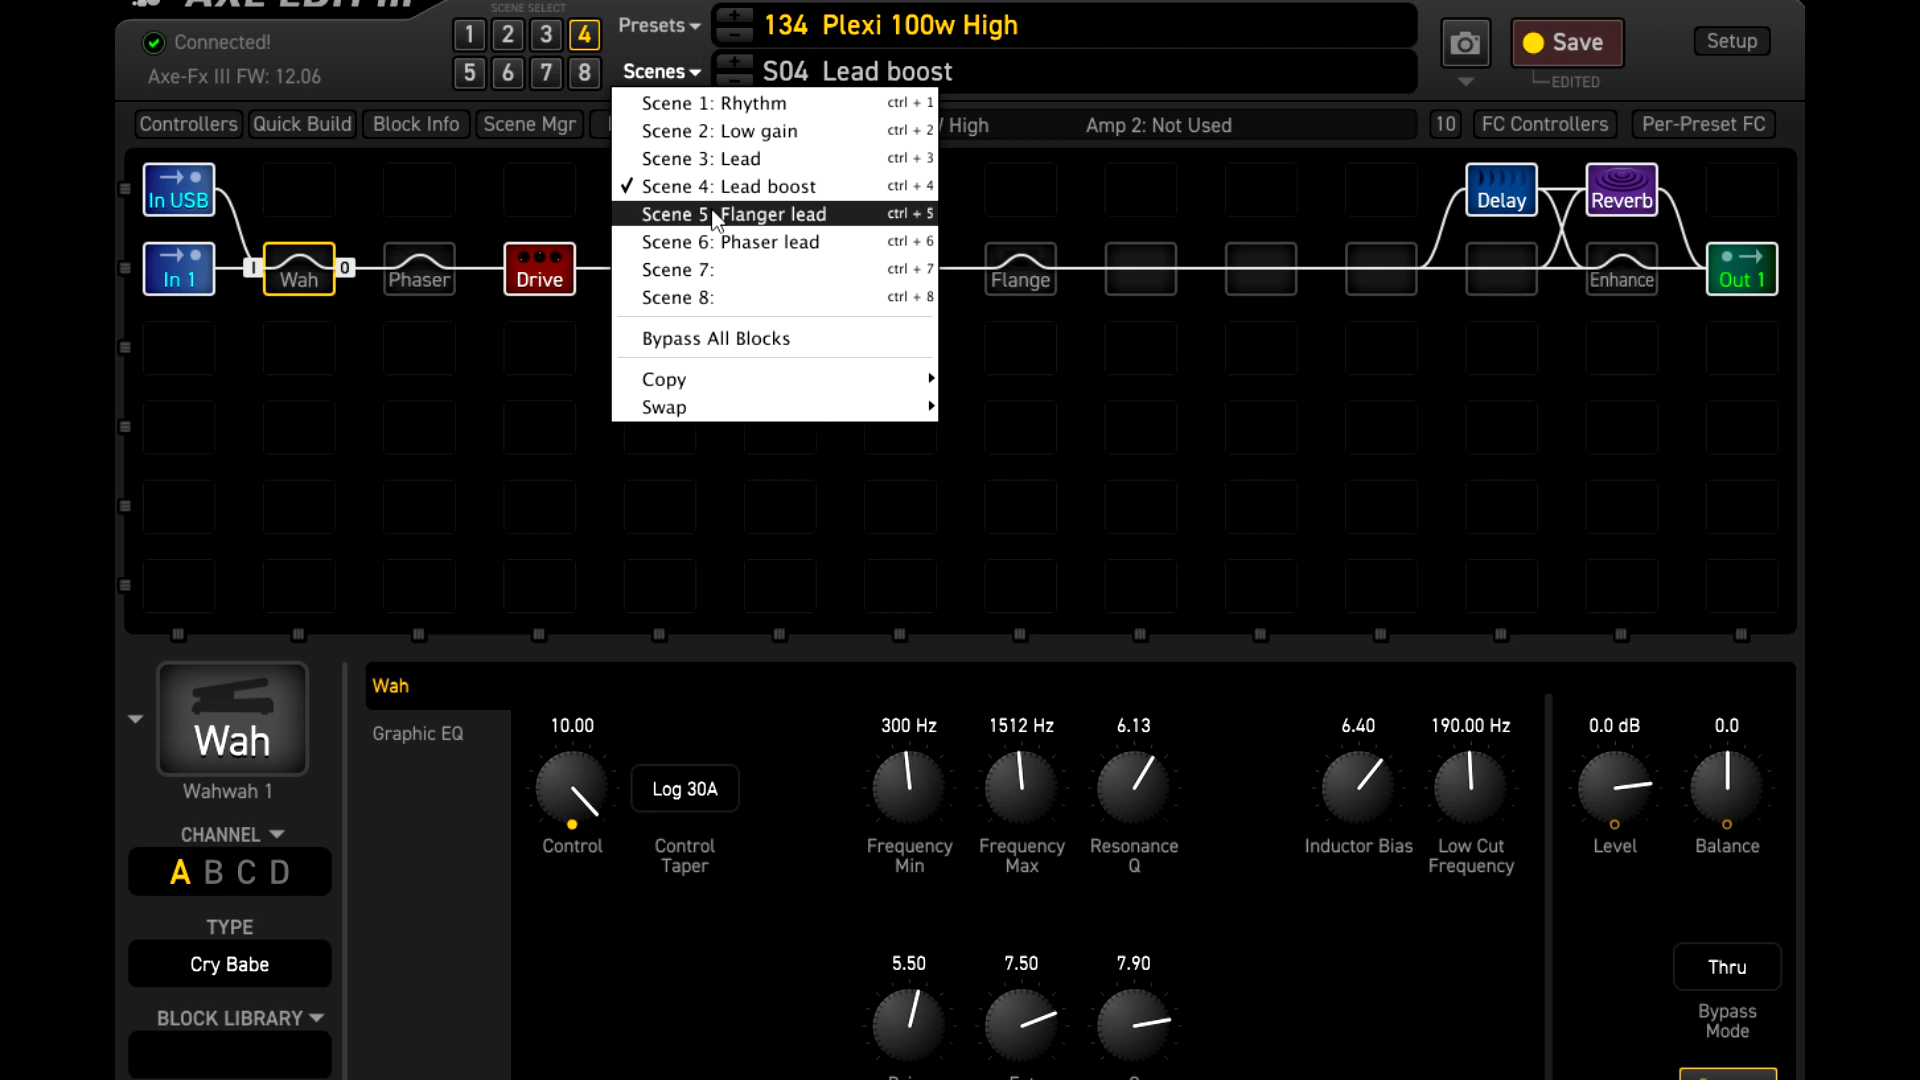 AXE EDIT III
SCENE SELECT
Connected!
Axe-Fx III FW: 12.06
1 2 3 4
5 6 7 8
Presets
134 Plexi 100w High
Scenes
S04 Lead boost
Save
EDITED
Setup
Controllers
Quick Build
Block Info
Scene Mgr
High
Amp 2: Not Used
10
FC Controllers
Per-Preset FC
Scene 1: Rhythm ctrl + 1
Scene 2: Low gain ctrl + 2
Scene 3: Lead ctrl + 3
Scene 4: Lead boost ctrl + 4
Scene 5: Flanger lead ctrl + 5
Scene 6: Phaser lead ctrl + 6
Scene 7: ctrl + 7
Scene 8: ctrl + 8
Bypass All Blocks
Copy
Swap
In USB
Delay
Reverb
In 1
I
Wah
O
Phaser
Drive
Flange
Enhance
Out 1
Wah
Wahwah 1
CHANNEL
A B C D
TYPE
Cry Babe
BLOCK LIBRARY
Wah
Graphic EQ
10.00
Control
Log 30A
Control
Taper
300 Hz
Frequency
Min
1512 Hz
Frequency
Max
6.13
Resonance
Q
6.40
Inductor Bias
190.00 Hz
Low Cut
Frequency
0.0 dB
Level
0.0
Balance
5.50
7.50
7.90
Thru
Bypass
Mode